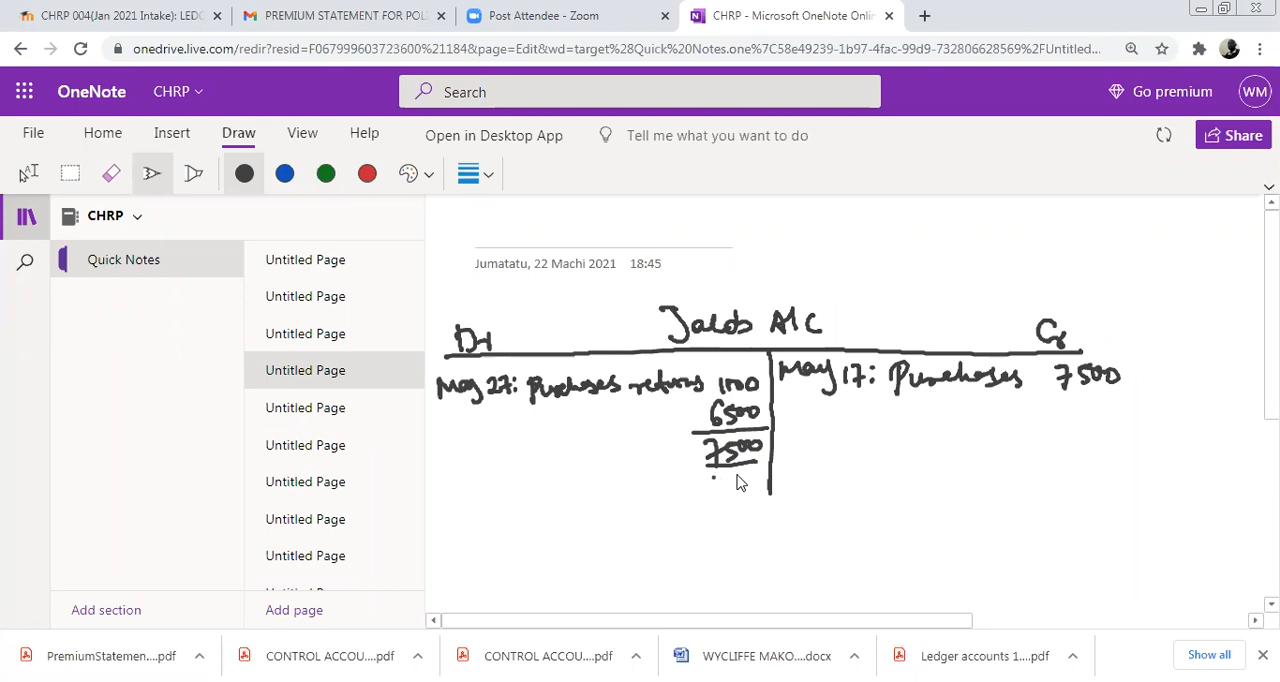 CHRP 004(Jan 2021 Intake): LEDG
PREMIUM STATEMENT FOR POLI
Post Attendee - Zoom
CHRP - Microsoft OneNote Onlin
onedrive.live.com/redir?resid=F067999603723600%21184&page=Edit&wd=target%28Quick%20Notes.one%7C58e49239-1b97-4fac-99d9-732806628569%2FUntitled...
OneNote CHRP
Search
Go premium WM
File Home Insert Draw View Help Open in Desktop App Tell me what you want to do Share
CHRP
Quick Notes
Untitled Page
Untitled Page
Untitled Page
Untitled Page
Untitled Page
Untitled Page
Untitled Page
Untitled Page
Untitled Page
Add section Add page
Jumatatu, 22 Machi 2021 18:45
Jacob A/C
Dr Cr
May 27: Purchases returns 1000 May 17: Purchases 7500
6500
7500
PremiumStatemen....pdf
CONTROL ACCOU....pdf
CONTROL ACCOU....pdf
WYCLIFFE MAKO....docx
Ledger accounts 1....pdf
Show all